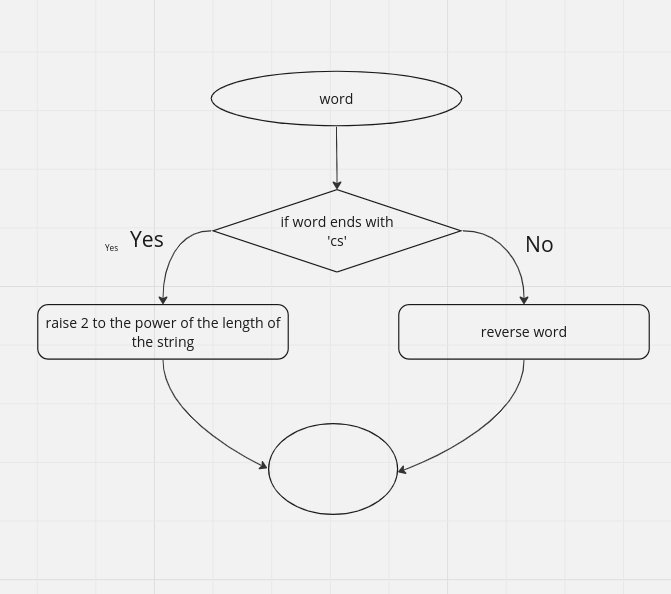 word
if word ends with
'cs'
Yes
Yes
No
raise 2 to the power of the length of
the string
reverse word